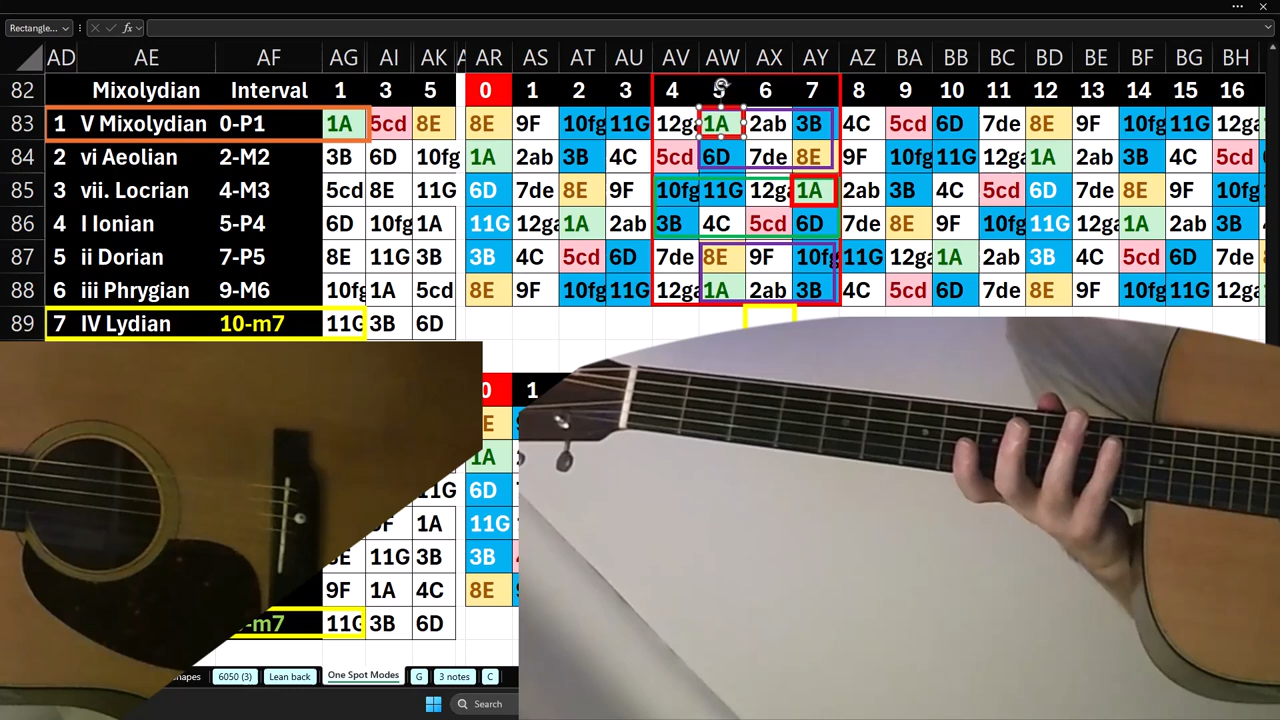 Rectangle...
fx
AD AE AF AG AI AK AR AS AT AU AV AW AX AY AZ BA BB BC BD BE BF BG BH
82 Mixolydian Interval 1 3 5 0 1 2 3 4 5 6 7 8 9 10 11 12 13 14 15 16
83 1 V Mixolydian 0-P1 1A 5cd 8E 8E 9F 10fg 11G 12g 1A 2ab 3B 4C 5cd 6D 7de 8E 9F 10fg 11G 12ga
84 2 vi Aeolian 2-M2 3B 6D 10fg 1A 2ab 3B 4C 5cd 6D 7de 8E 9F 10fg 11G 12ga 1A 2ab 3B 4C 5cd
85 3 vii. Locrian 4-M3 5cd 8E 11G 6D 7de 8E 9F 10fg 11G 12ga 1A 2ab 3B 4C 5cd 6D 7de 8E 9F 10fg
86 4 I Ionian 5-P4 6D 10fg 1A 11G 12ga 1A 2ab 3B 4C 5cd 6D 7de 8E 9F 10fg 11G 12ga 1A 2ab 3B
87 5 ii Dorian 7-P5 8E 11G 3B 3B 4C 5cd 6D 7de 8E 9F 10fg 11G 12ga 1A 2ab 3B 4C 5cd 6D 7de
88 6 iii Phrygian 9-M6 10fg 1A 5cd 8E 9F 10fg 11G 12ga 1A 2ab 3B 4C 5cd 6D 7de 8E 9F 10fg 11G 12ga
89 7 IV Lydian 10-m7 11G 3B 6D
0 1
1A
11G 6D
1A 11G
3B 3B
9F 1A 4C 8E
-m7 11G 3B 6D
6050 (3) Lean back One Spot Modes G 3 notes C
Search